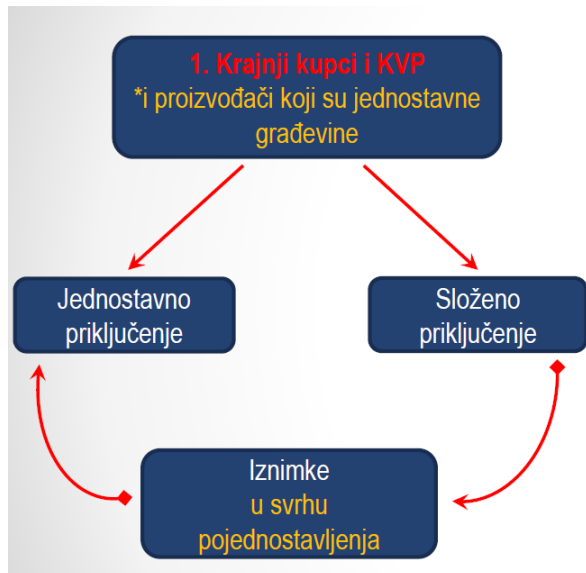 1. Krajnji kupci i KVP
*i proizvođači koji su jednostavne
građevine
Jednostavno
priključenje
Složeno
priključenje
Iznimke
u svrhu
pojednostavljenja